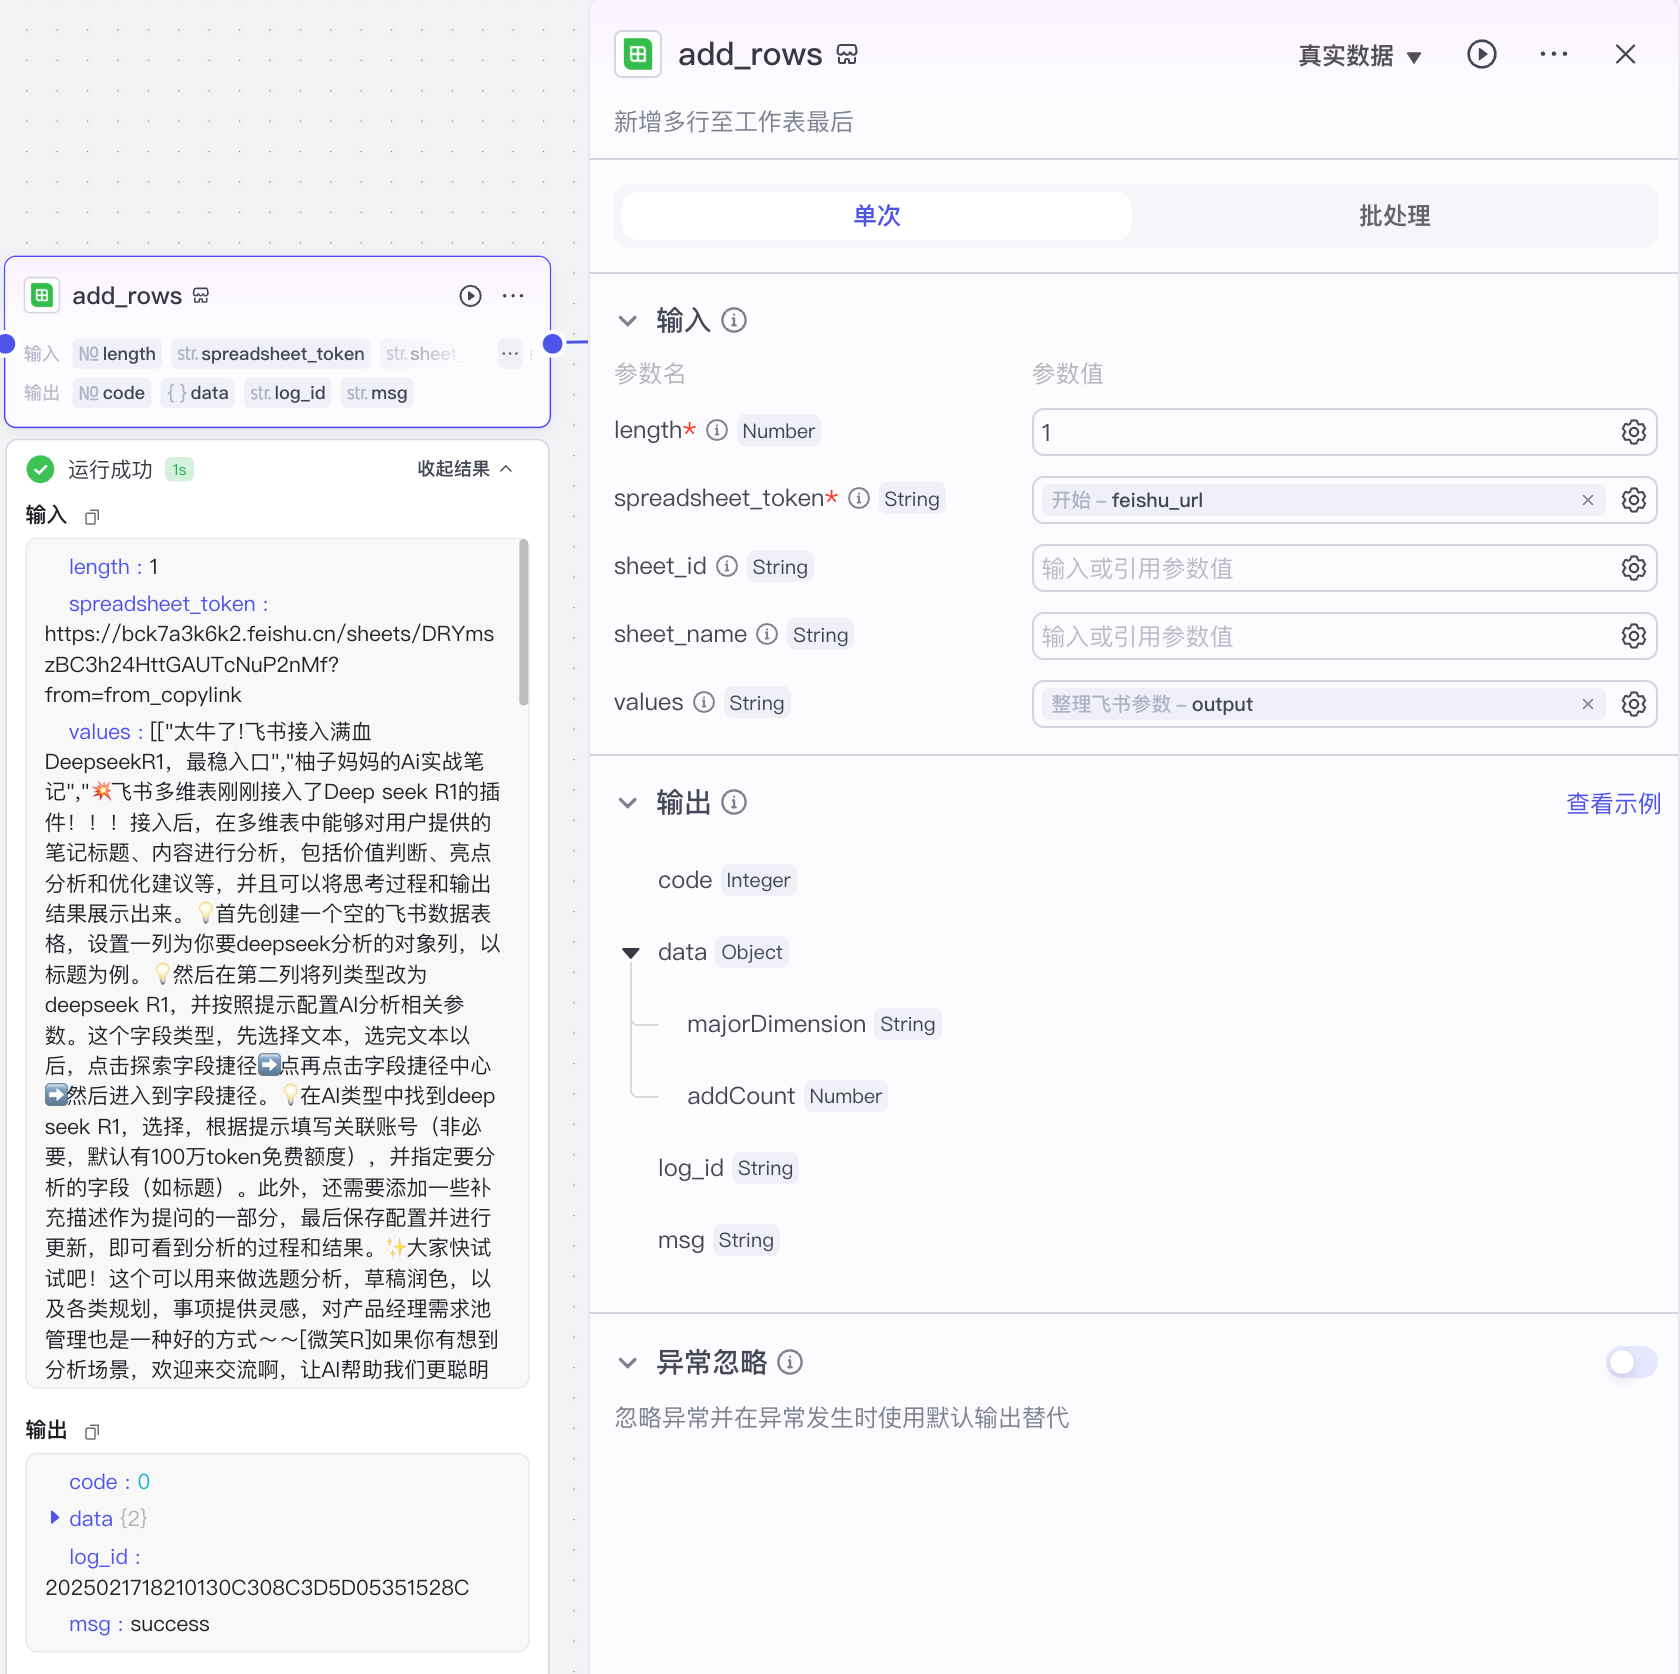 add_rows
输入 №length str.spreadsheet_token str.sheet_ ···
输出 №code { }data str.log_id str.msg
运行成功 1s 收起结果
输入
length : 1
spreadsheet_token :
https://bck7a3k6k2.feishu.cn/sheets/DRYms
zBC3h24HttGAUTcNuP2nMf?
from=from_copylink
values : [["太牛了!飞书接入满血
DeepseekR1，最稳入口","柚子妈妈的Ai实战笔
记","💥飞书多维表刚刚接入了Deep seek R1的插
件！！！接入后，在多维表中能够对用户提供的
笔记标题、内容进行分析，包括价值判断、亮点
分析和优化建议等，并且可以将思考过程和输出
结果展示出来。💡首先创建一个空的飞书数据表
格，设置一列为你要deepseek分析的对象列，以
标题为例。💡然后在第二列将列类型改为
deepseek R1，并按照提示配置AI分析相关参
数。这个字段类型，先选择文本，选完文本以
后，点击探索字段捷径➡️点再点击字段捷径中心
➡️然后进入到字段捷径。💡在AI类型中找到deep
seek R1，选择，根据提示填写关联账号（非必
要，默认有100万token免费额度），并指定要分
析的字段（如标题）。此外，还需要添加一些补
充描述作为提问的一部分，最后保存配置并进行
更新，即可看到分析的过程和结果。✨大家快试
试吧！这个可以用来做选题分析，草稿润色，以
及各类规划，事项提供灵感，对产品经理需求池
管理也是一种好的方式～～[微笑R]如果你有想到
分析场景，欢迎来交流啊，让AI帮助我们更聪明
输出
code : 0
data {2}
log_id :
2025021718210130C308C3D5D05351528C
msg : success
add_rows 真实数据
新增多行至工作表最后
单次 批处理
输入
参数名 参数值
length* Number 1
spreadsheet_token* String 开始 – feishu_url
sheet_id String 输入或引用参数值
sheet_name String 输入或引用参数值
values String 整理飞书参数 – output
输出 查看示例
code Integer
data Object
majorDimension String
addCount Number
log_id String
msg String
异常忽略
忽略异常并在异常发生时使用默认输出替代